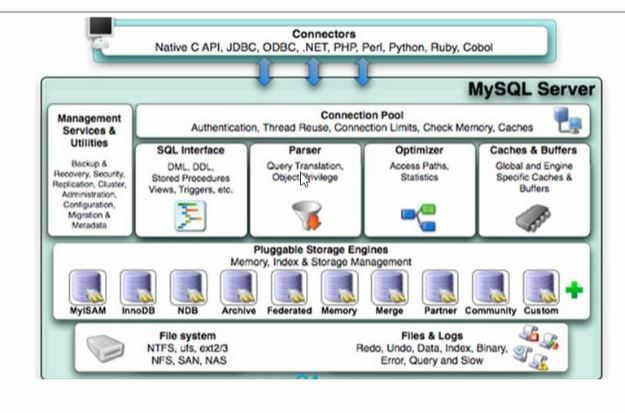 Connectors
Native C API, JDBC, ODBC, .NET, PHP, Perl, Python, Ruby, Cobol
MySQL Server
Management
Services &
Utilities
Backup &
Recovery, Security,
Replication, Cluster,
Administration,
Configuration,
Migration &
Metadata
Connection Pool
Authentication, Thread Reuse, Connection Limits, Check Memory, Caches
SQL Interface
DML, DDL,
Stored Procedures
Views, Triggers, etc.
Parser
Query Translation,
Object Privilege
Optimizer
Access Paths,
Statistics
Caches & Buffers
Global and Engine
Specific Caches &
Buffers
Pluggable Storage Engines
Memory, Index & Storage Management
MyISAM
InnoDB
NDB
Archive
Federated
Memory
Merge
Partner
Community
Custom
File system
NTFS, ufs, ext2/3
NFS, SAN, NAS
Files & Logs
Redo, Undo, Data, Index, Binary,
Error, Query and Slow